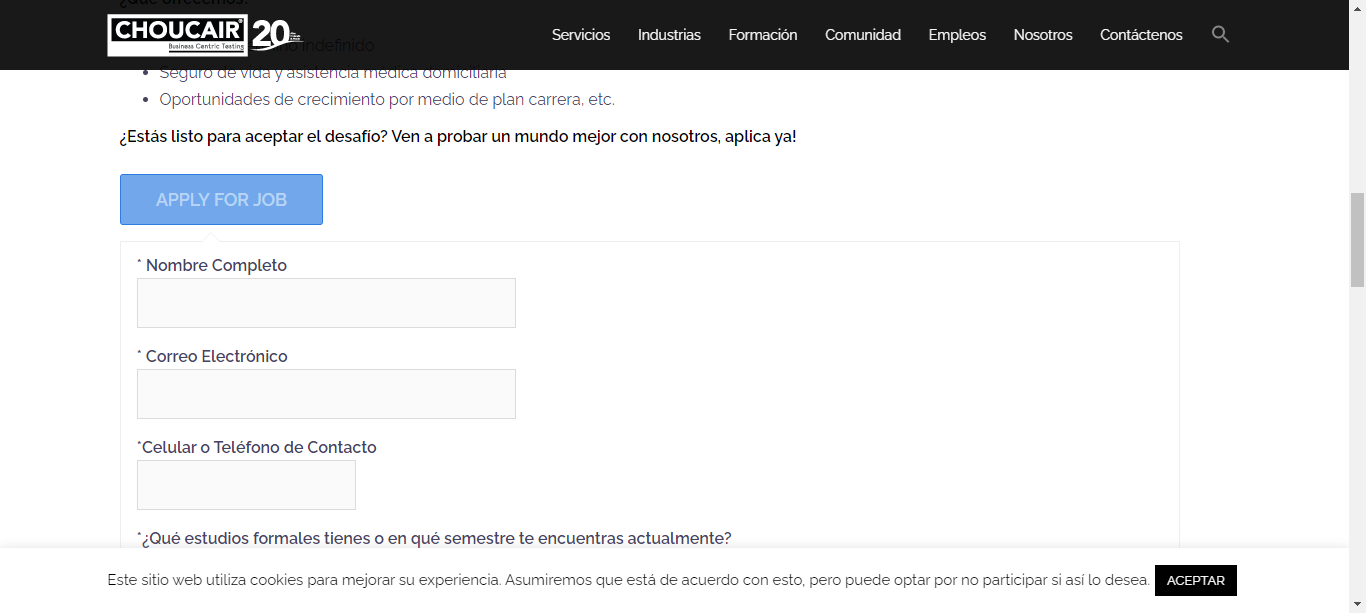 ¿Qué ofrecemos?
CHOUCAIR
Business Centric Testing
20
Servicios
Industrias
Formación
Comunidad
Empleos
Nosotros
Contáctenos
indefinido
Seguro de vida y asistencia médica domiciliaria
Oportunidades de crecimiento por medio de plan carrera, etc.
¿Estás listo para aceptar el desafío? Ven a probar un mundo mejor con nosotros, aplica ya!
APPLY FOR JOB
* Nombre Completo
* Correo Electrónico
*Celular o Teléfono de Contacto
*¿Qué estudios formales tienes o en qué semestre te encuentras actualmente?
Este sitio web utiliza cookies para mejorar su experiencia. Asumiremos que está de acuerdo con esto, pero puede optar por no participar si así lo desea.
ACEPTAR